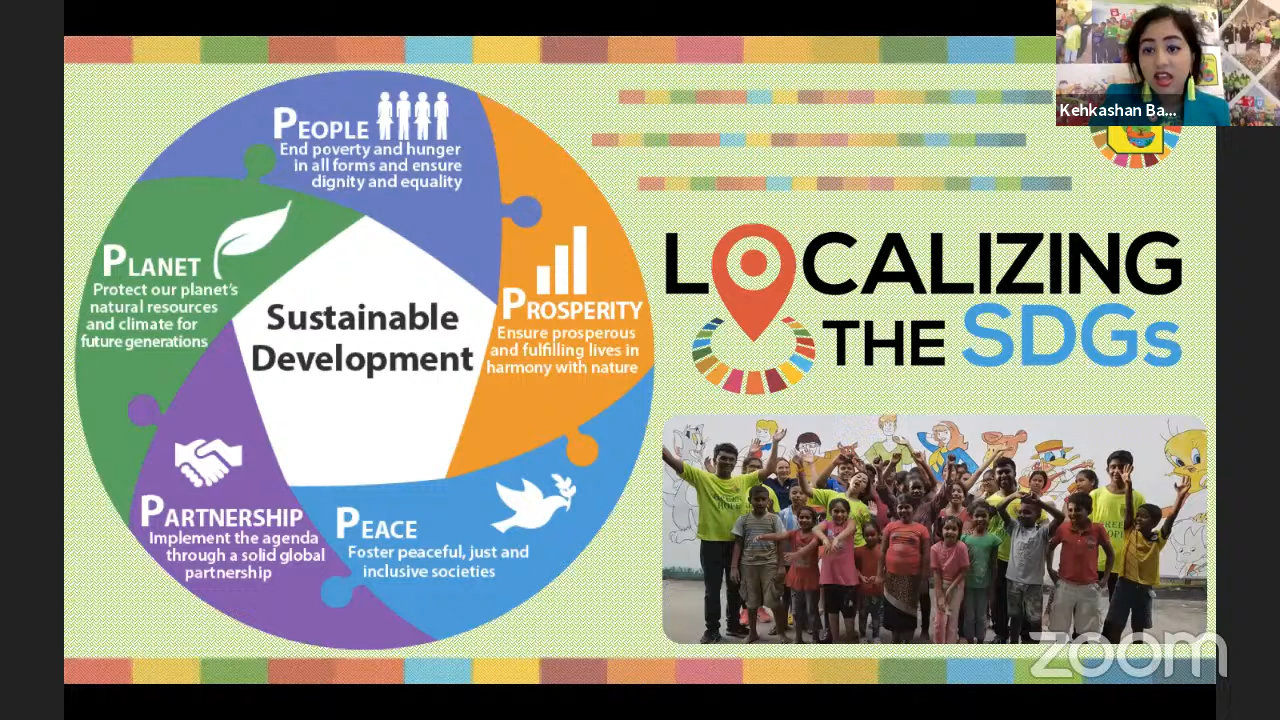 Kehkashan Ba...
PEOPLE
End poverty and hunger
in all forms and ensure
dignity and equality
PLANET
Protect our planet's
natural resources
and climate for
future generations
Sustainable
Development
PROSPERITY
Ensure prosperous
and fulfilling lives in
harmony with nature
PARTNERSHIP
Implement the agenda
through a solid global
partnership
PEACE
Foster peaceful, just and
inclusive societies
LOCALIZING
THE SDGs
zoom